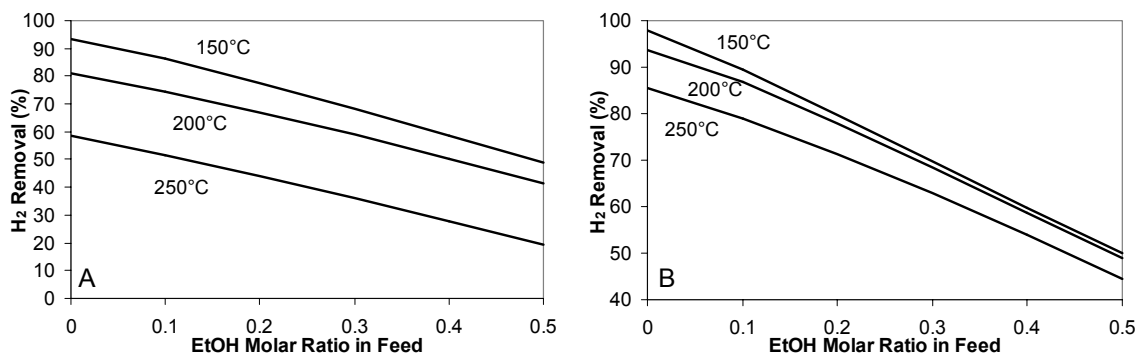 100
90
80
70
60
50
40
30
20
10
0
H₂ Removal (%)
150°C
200°C
250°C
A
0 0.1 0.2 0.3 0.4 0.5
EtOH Molar Ratio in Feed
100
90
80
70
60
50
40
H₂ Removal (%)
150°C
200°C
250°C
B
0 0.1 0.2 0.3 0.4 0.5
EtOH Molar Ratio in Feed